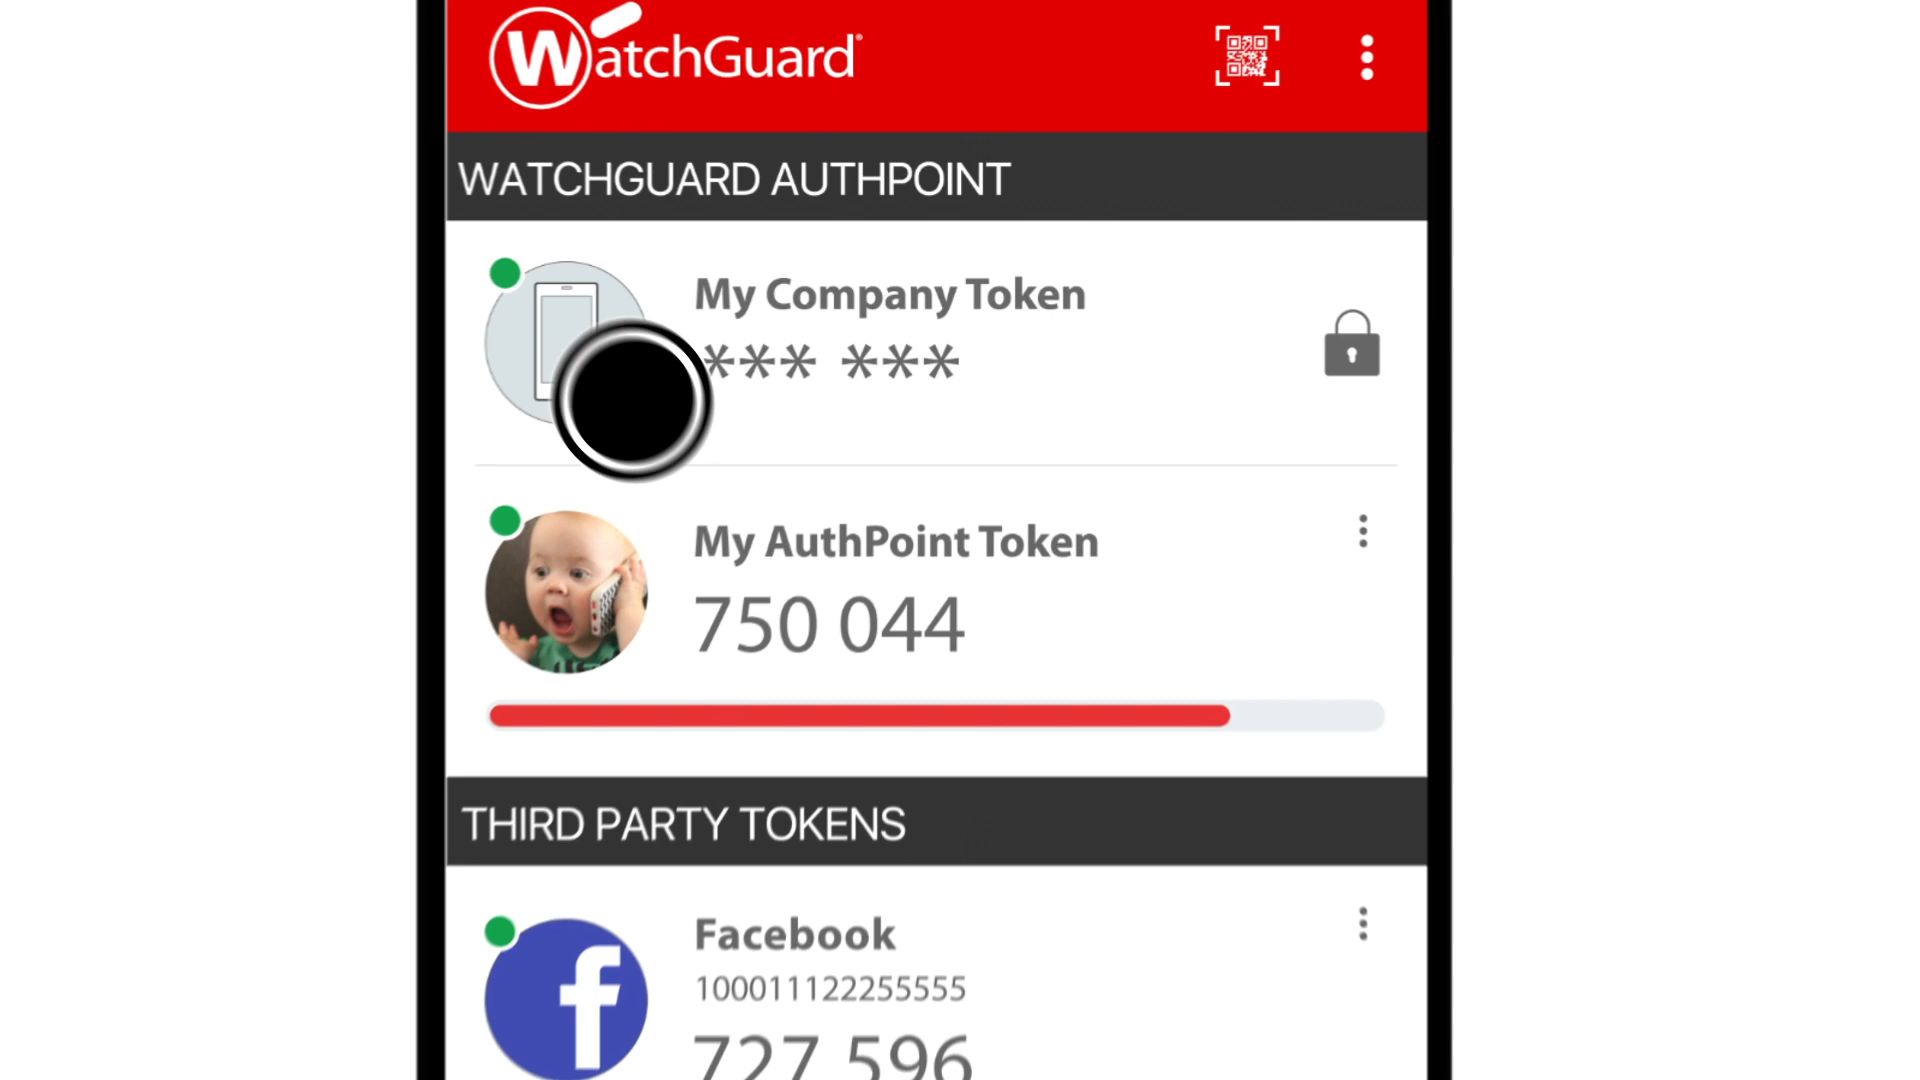 WatchGuard
WATCHGUARD AUTHPOINT
My Company Token
*** ***
My AuthPoint Token
750 044
THIRD PARTY TOKENS
Facebook
100011122255555
727 596